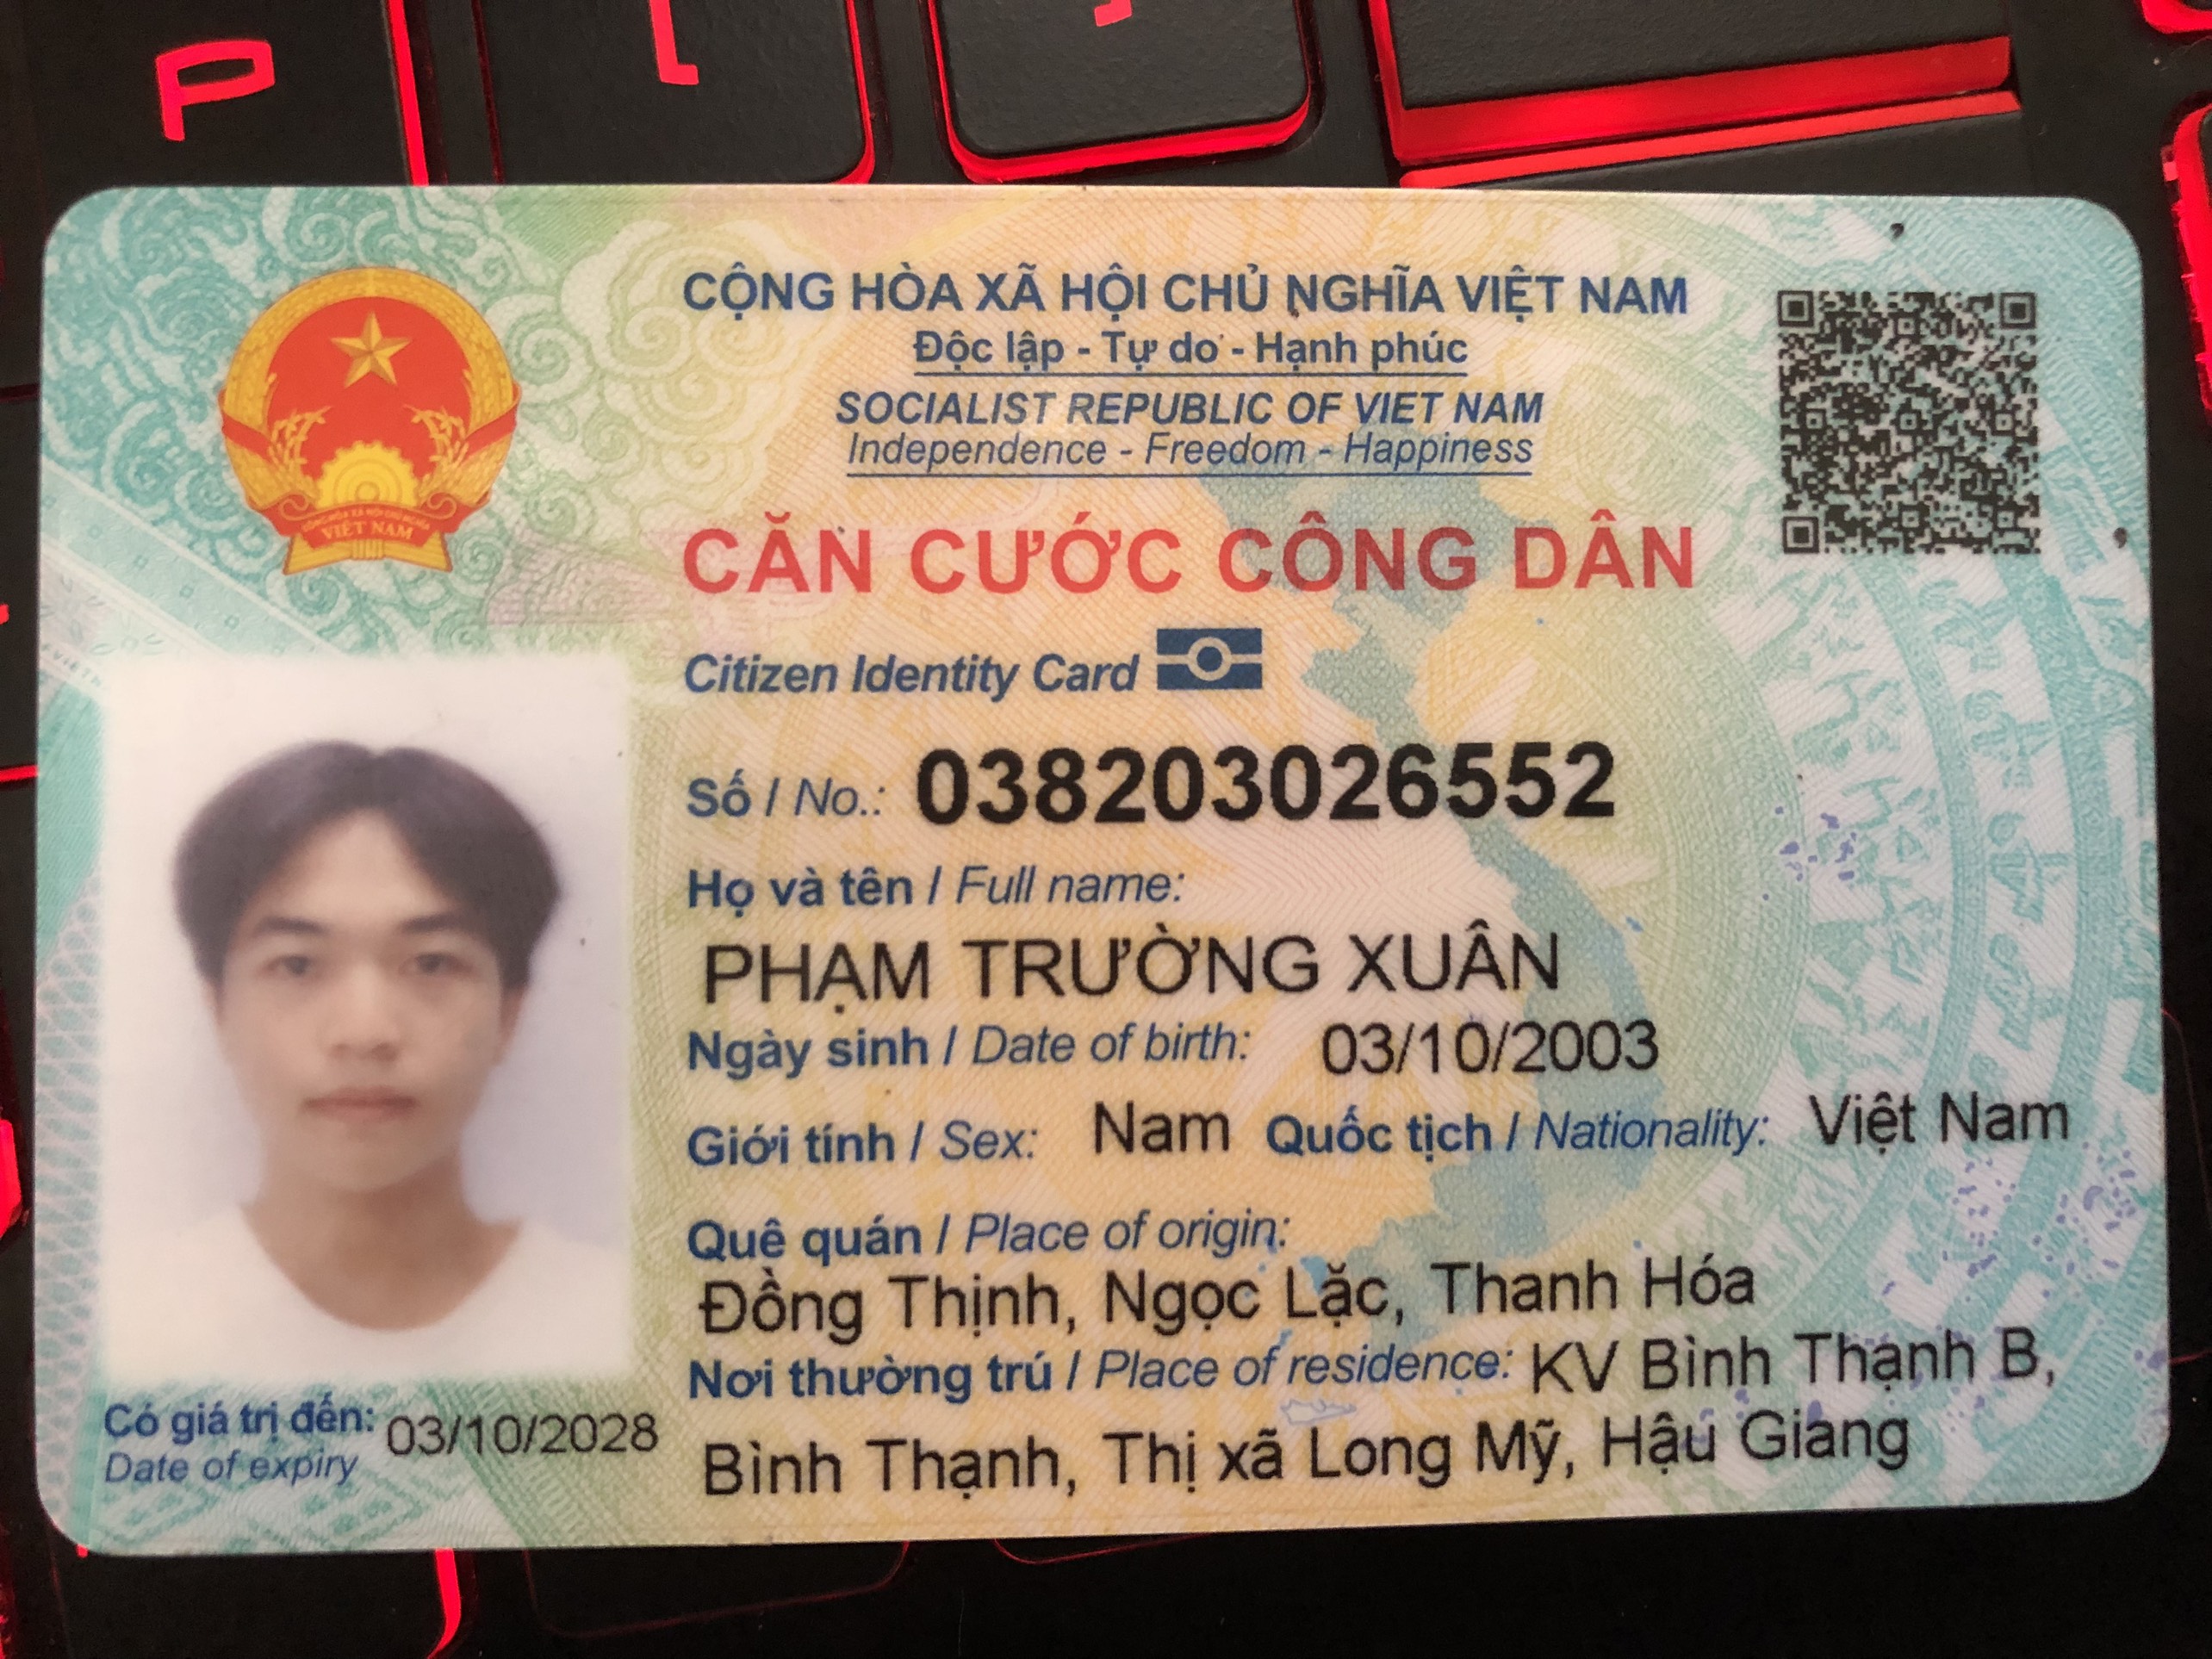 P
[
CỘNG HÒA XÃ HỘI CHỦ NGHĨA VIỆT NAM
Độc lập - Tự do - Hạnh phúc
SOCIALIST REPUBLIC OF VIET NAM
Independence - Freedom - Happiness
CỘNG HÒA XÃ HỘI CHỦ NGHĨA
VIỆT NAM
CĂN CƯỚC CÔNG DÂN
Citizen Identity Card
Số / No.: 038203026552
Họ và tên / Full name:
PHẠM TRƯỜNG XUÂN
Ngày sinh / Date of birth: 03/10/2003
Giới tính / Sex: Nam Quốc tịch / Nationality: Việt Nam
Quê quán / Place of origin:
Đồng Thịnh, Ngọc Lặc, Thanh Hóa
Nơi thường trú / Place of residence: KV Bình Thạnh B,
Bình Thạnh, Thị xã Long Mỹ, Hậu Giang
Có giá trị đến: 03/10/2028
Date of expiry